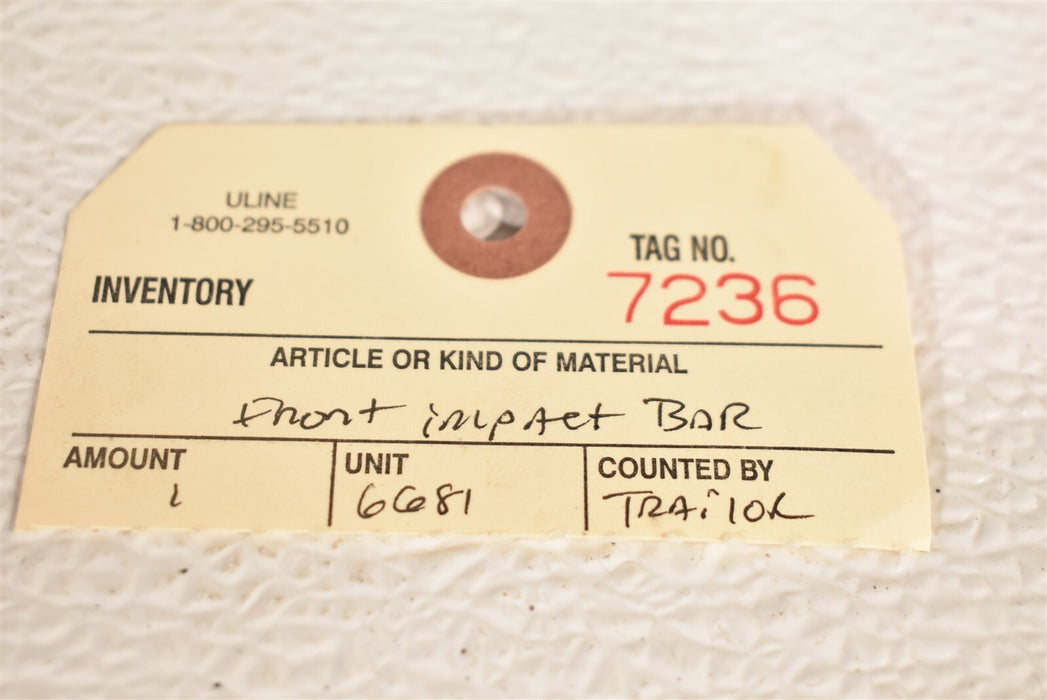 ULINE
1-800-295-5510
TAG NO.
7236
INVENTORY
ARTICLE OR KIND OF MATERIAL
Front impact BAR
AMOUNT
1
UNIT
6681
COUNTED BY
TRAilOR